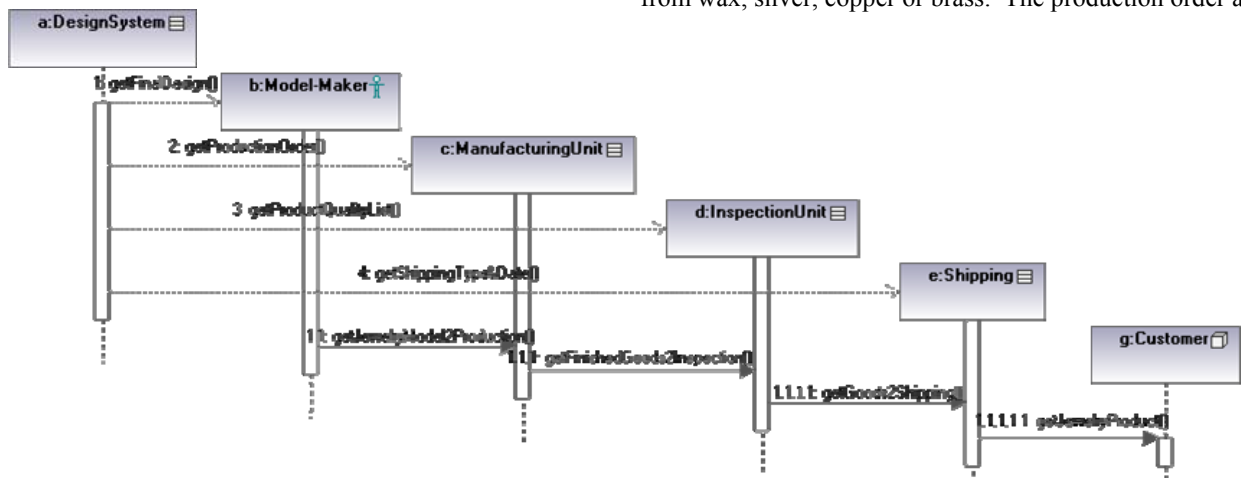 from wax, silver, copper or brass. The production order a
a:DesignSystem
1: getFinalDesign()
b:Model-Maker
2: getProductionOrder()
c:ManufacturingUnit
3 getProductQualityList()
d:InspectionUnit
4: getShippingType&Date()
e:Shipping
1.1: getJewelryModel2Production()
g:Customer
1.1.1: getFinishedGoods2Inspection()
1.1.1.1: getGoods2Shipping()
1.1.1.1.1 getJewelryProduct()